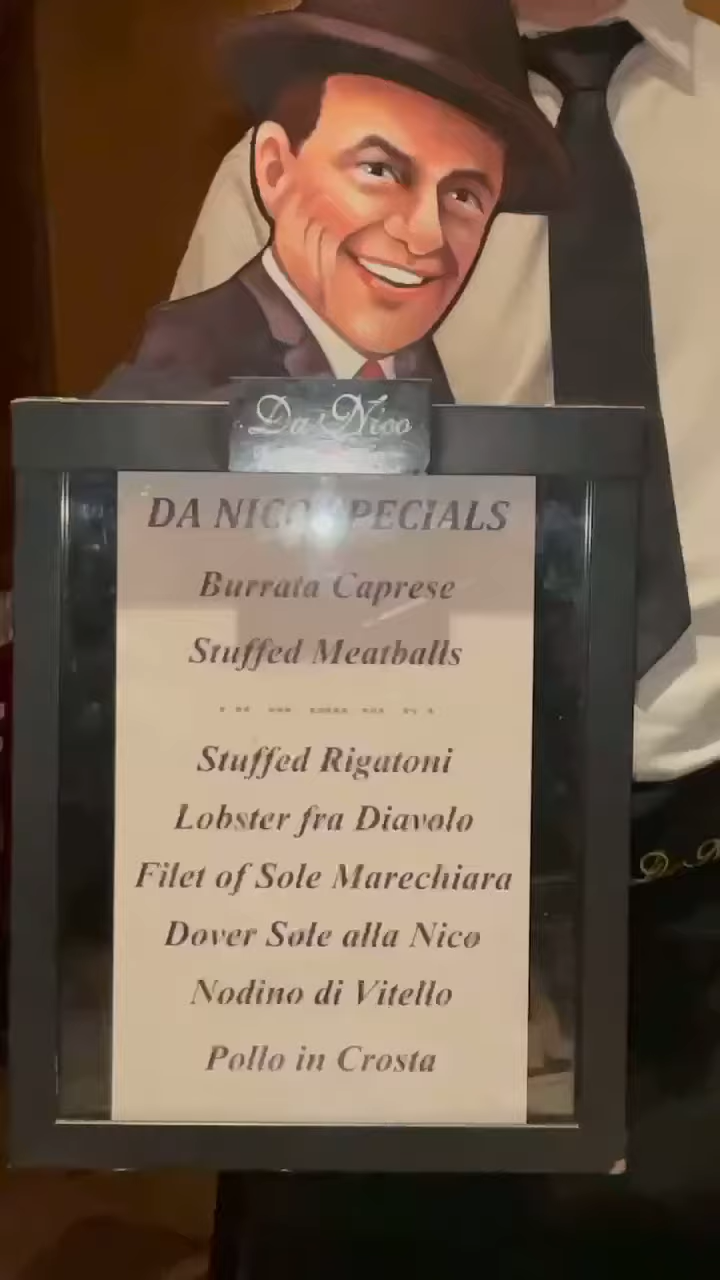 Da Nico
DA NICO SPECIALS
Burrata Caprese
Stuffed Meatballs
Stuffed Rigatoni
Lobster fra Diavolo
Filet of Sole Marechiara
Dover Sole alla Nico
Nodino di Vitello
Pollo in Crosta
Da N